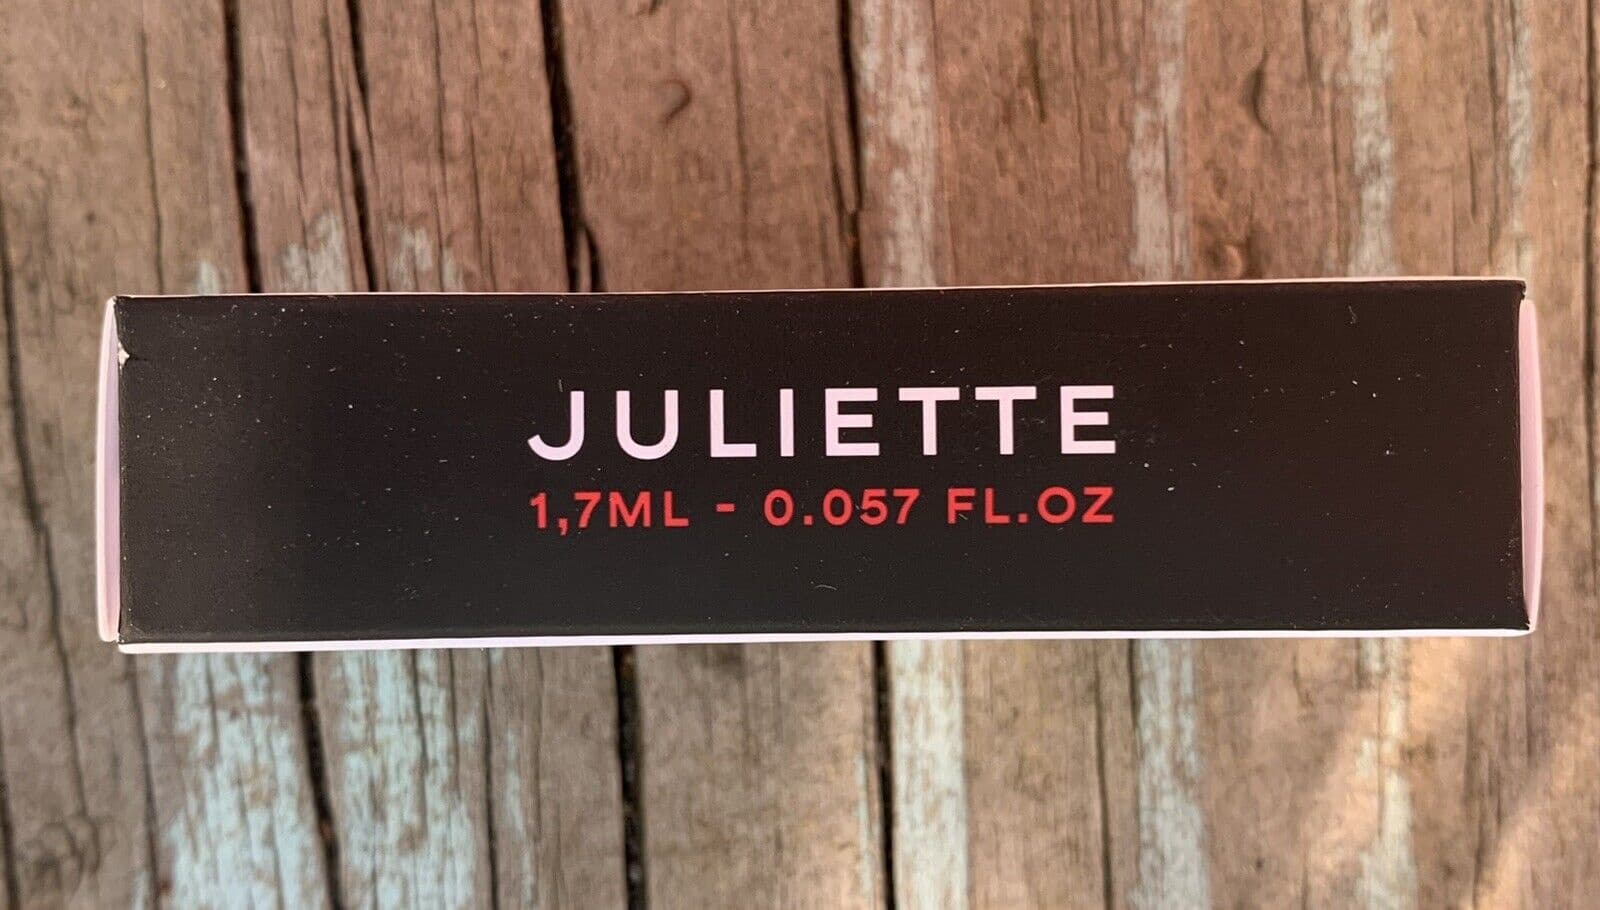 JULIETTE
1,7ML - 0.057 FL.OZ